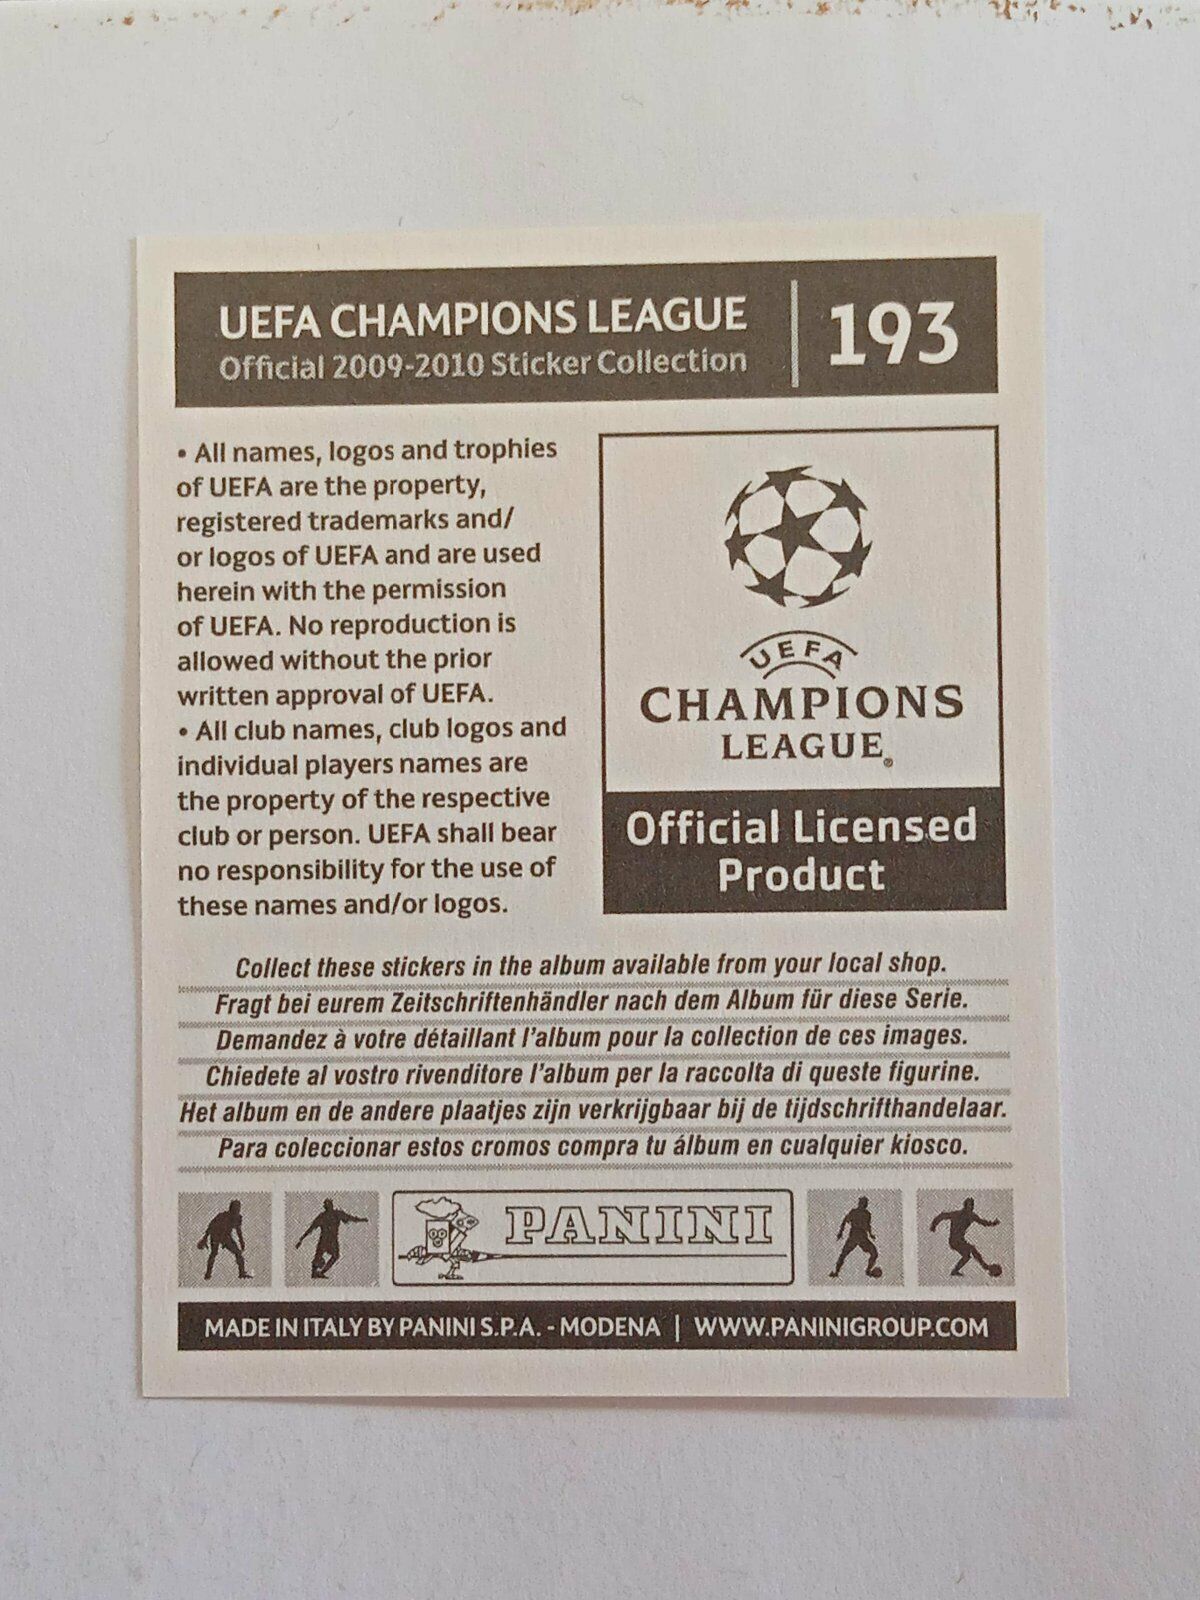 UEFA CHAMPIONS LEAGUE
Official 2009-2010 Sticker Collection
193
• All names, logos and trophies
of UEFA are the property,
registered trademarks and/
or logos of UEFA and are used
herein with the permission
of UEFA. No reproduction is
allowed without the prior
written approval of UEFA.
• All club names, club logos and
individual players names are
the property of the respective
club or person. UEFA shall bear
no responsibility for the use of
these names and/or logos.
UEFA
CHAMPIONS
LEAGUE®
Official Licensed
Product
Collect these stickers in the album available from your local shop.
Fragt bei eurem Zeitschriftenhändler nach dem Album für diese Serie.
Demandez à votre détaillant l'album pour la collection de ces images.
Chiedete al vostro rivenditore l'album per la raccolta di queste figurine.
Het album en de andere plaatjes zijn verkrijgbaar bij de tijdschrifthandelaar.
Para coleccionar estos cromos compra tu álbum en cualquier kiosco.
PANINI
MADE IN ITALY BY PANINI S.P.A. - MODENA | WWW.PANINIGROUP.COM